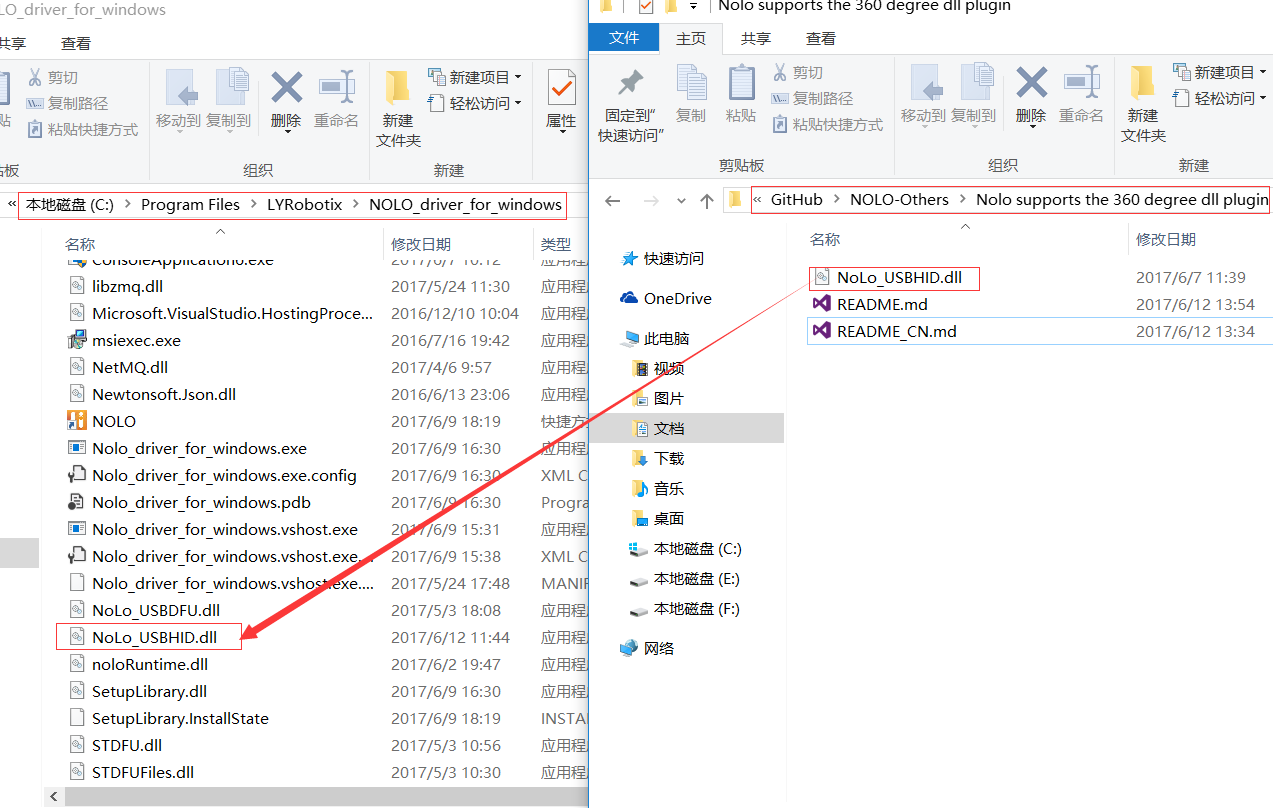 LO_driver_for_windows
共享 查看
剪切
复制路径
粘贴快捷方式
移动到 复制到 删除 重命名
新建
文件夹
新建项目
轻松访问
属性
组织 新建
« 本地磁盘 (C:) > Program Files > LYRobotix > NOLO_driver_for_windows
名称 修改日期 类型
ConsoleApplication6.exe 2017/6/7 10:12 应用程
libzmq.dll 2017/5/24 11:30 应用程
Microsoft.VisualStudio.HostingProce... 2016/12/10 10:04 应用程
msiexec.exe 2016/7/16 19:42 应用程
NetMQ.dll 2017/4/6 9:57 应用程
Newtonsoft.Json.dll 2016/6/13 23:06 应用程
NOLO 2017/6/9 18:19 快捷方
Nolo_driver_for_windows.exe 2017/6/9 16:30 应用程
Nolo_driver_for_windows.exe.config 2017/6/9 16:30 XML C
Nolo_driver_for_windows.pdb 2017/6/9 16:30 Progra
Nolo_driver_for_windows.vshost.exe 2017/6/9 15:31 应用程
Nolo_driver_for_windows.vshost.exe... 2017/6/9 15:38 XML C
Nolo_driver_for_windows.vshost.exe.... 2017/5/24 17:48 MANIF
NoLo_USBDFU.dll 2017/5/3 18:08 应用程
NoLo_USBHID.dll 2017/6/12 11:44 应用程
noloRuntime.dll 2017/6/2 19:47 应用程
SetupLibrary.dll 2017/6/9 16:30 应用程
SetupLibrary.InstallState 2017/6/9 18:19 INSTA
STDFU.dll 2017/5/3 10:56 应用程
STDFUFiles.dll 2017/5/3 10:30 应用程
Nolo supports the 360 degree dll plugin
文件 主页 共享 查看
固定到"
快速访问"
复制 粘贴
剪切
复制路径
粘贴快捷方式
移动到 复制到 删除 重命名
新建
文件夹
新建项目
轻松访问
剪贴板 组织 新建
« GitHub > NOLO-Others > Nolo supports the 360 degree dll plugin
名称 修改日期
NoLo_USBHID.dll 2017/6/7 11:39
README.md 2017/6/12 13:54
README_CN.md 2017/6/12 13:34
快速访问
OneDrive
此电脑
视频
图片
文档
下载
音乐
桌面
本地磁盘 (C:)
本地磁盘 (E:)
本地磁盘 (F:)
网络